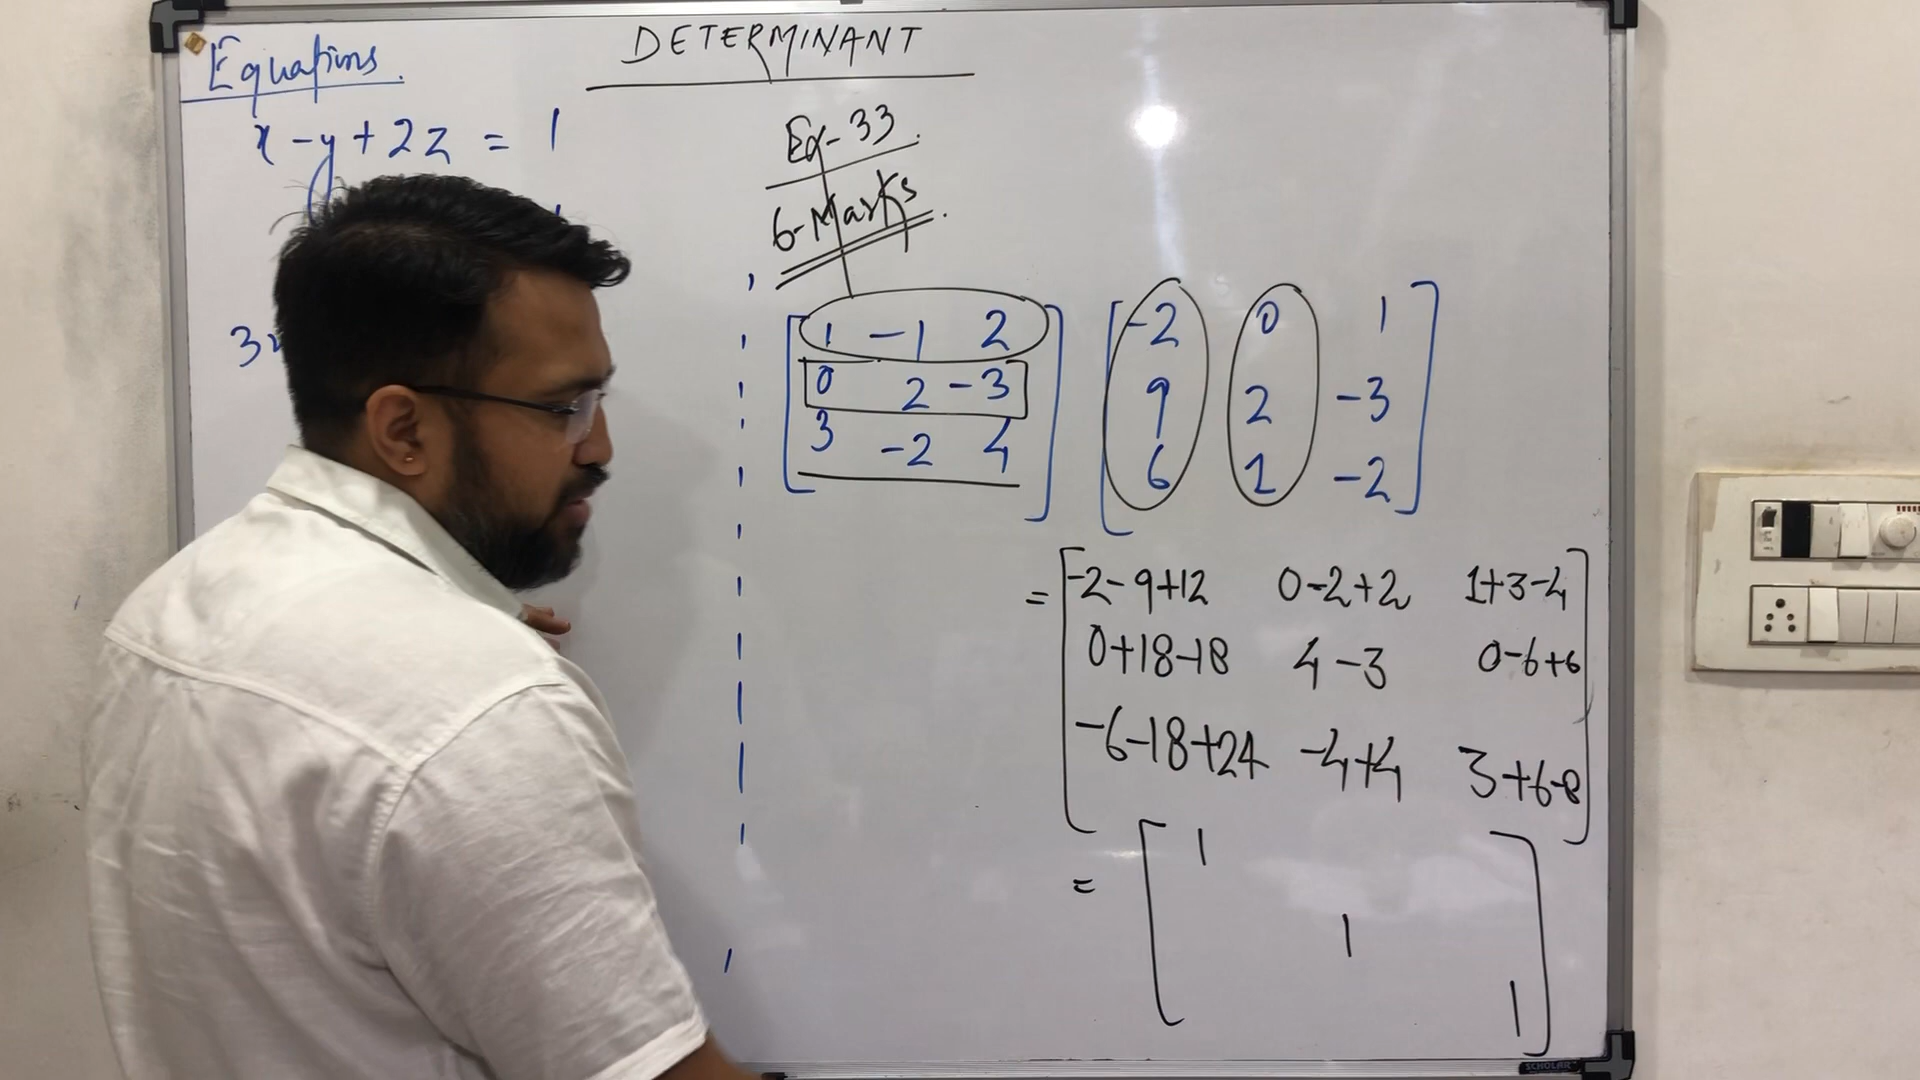 DETERMINANT
Equations.
x - y + 2z = 1
3x
Ex-33.
6-Marks.
[ 1 -1 2 ] [ -2 0 1 ]
[ 0 2 -3 ] [ 9 2 -3 ]
[ 3 -2 4 ] [ 6 1 -2 ]
= [ -2-9+12 0-2+2 1+3-4 ]
[ 0+18-18 4-3 0-6+6 ]
[ -6-18+24 -4+4 3+6-8 ]
= [ 1
1
1 ]
SCHOLAR